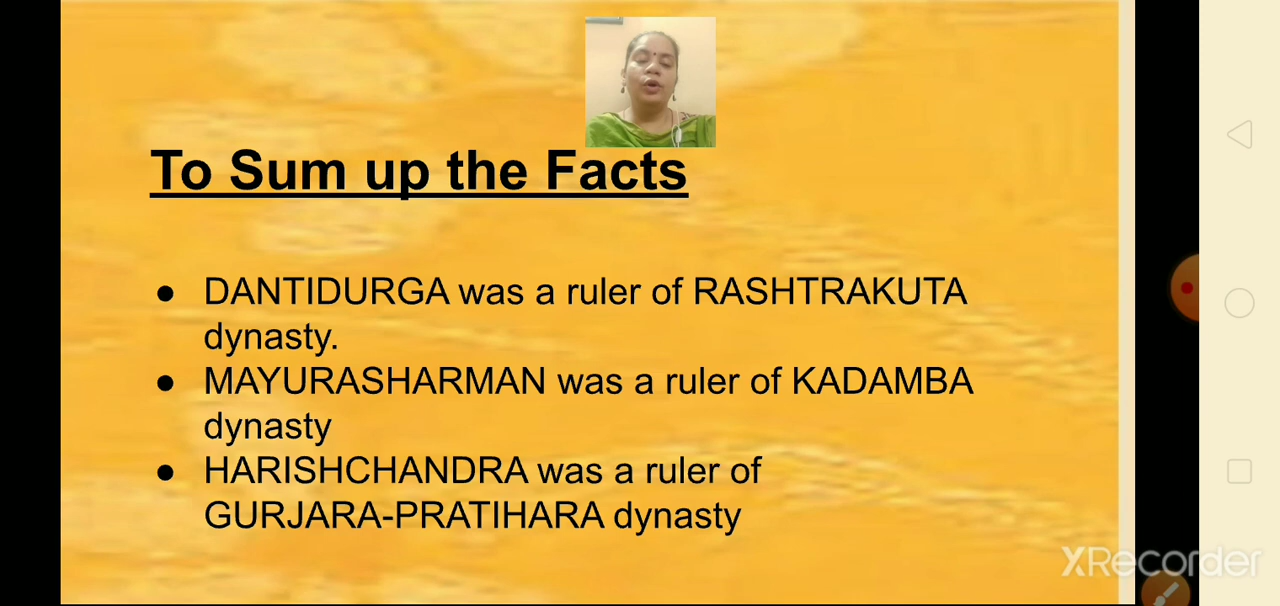 To Sum up the Facts
● DANTIDURGA was a ruler of RASHTRAKUTA
dynasty.
● MAYURASHARMAN was a ruler of KADAMBA
dynasty
● HARISHCHANDRA was a ruler of
GURJARA-PRATIHARA dynasty
XRecorder